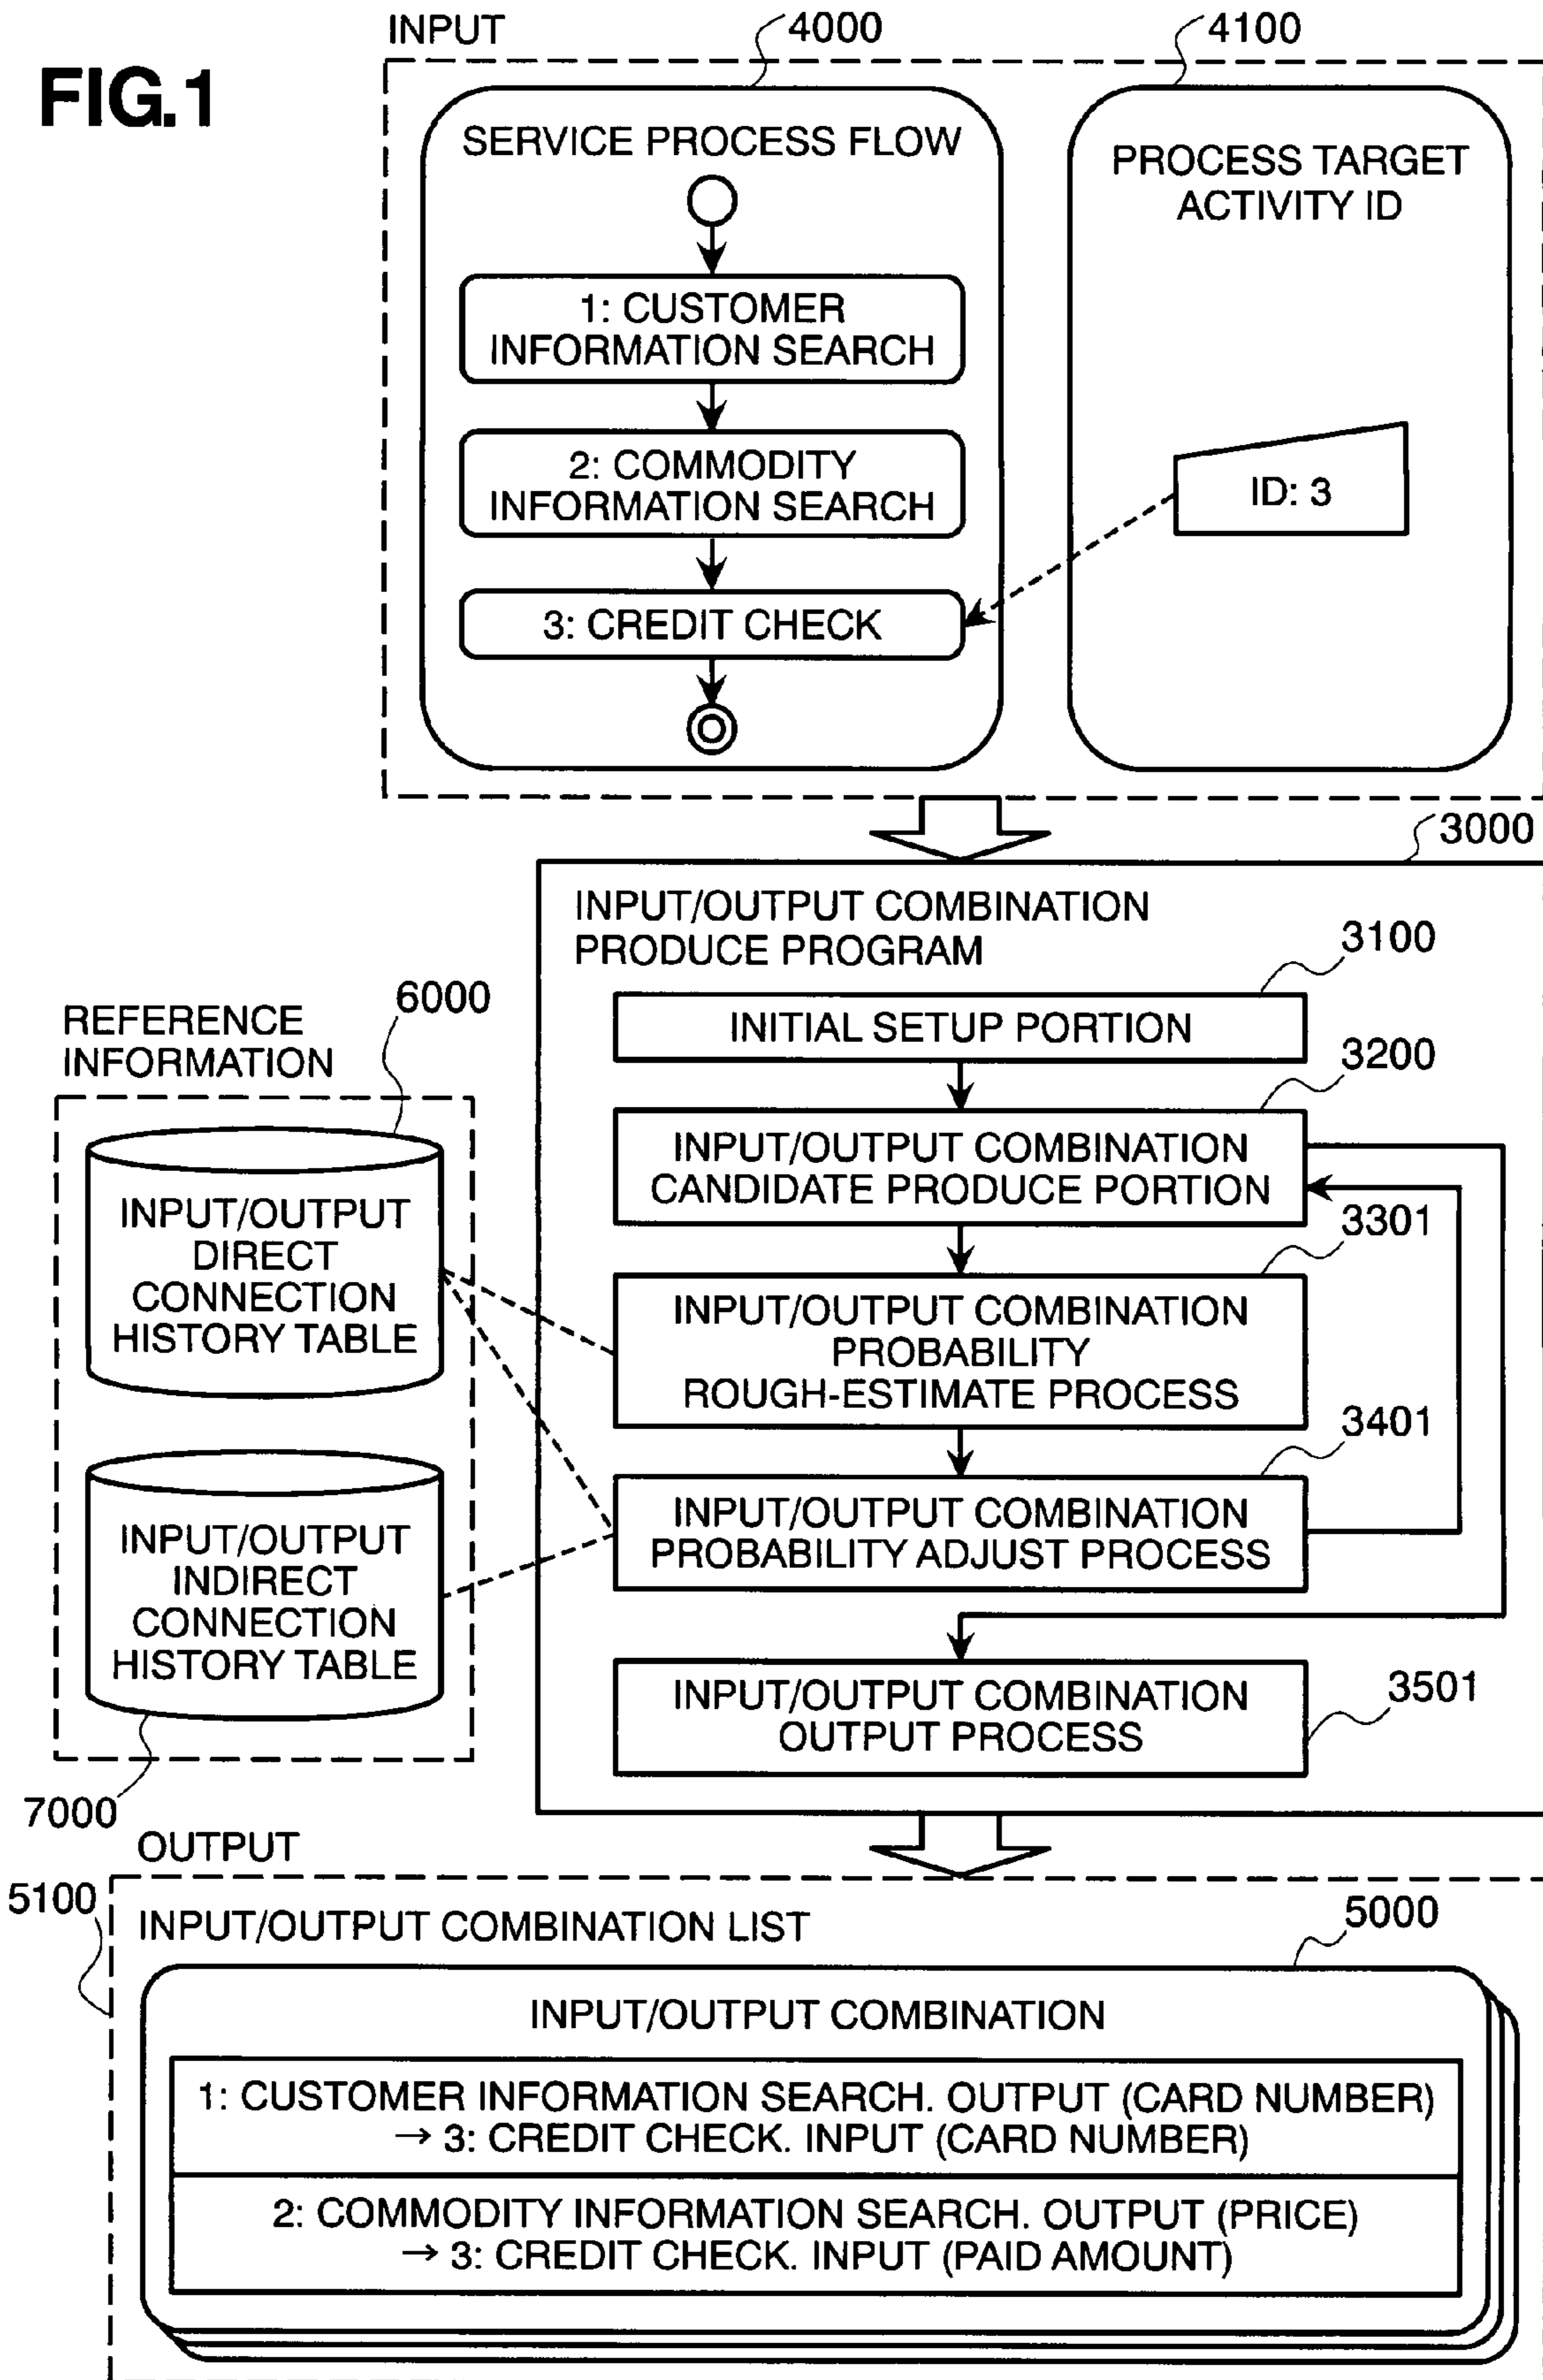 FIG.1
INPUT
4000
4100
SERVICE PROCESS FLOW
1: CUSTOMER
INFORMATION SEARCH
2: COMMODITY
INFORMATION SEARCH
3: CREDIT CHECK
PROCESS TARGET
ACTIVITY ID
ID: 3
3000
INPUT/OUTPUT COMBINATION
PRODUCE PROGRAM
3100
INITIAL SETUP PORTION
3200
INPUT/OUTPUT COMBINATION
CANDIDATE PRODUCE PORTION
3301
INPUT/OUTPUT COMBINATION
PROBABILITY
ROUGH-ESTIMATE PROCESS
3401
INPUT/OUTPUT COMBINATION
PROBABILITY ADJUST PROCESS
3501
INPUT/OUTPUT COMBINATION
OUTPUT PROCESS
REFERENCE
INFORMATION
6000
INPUT/OUTPUT
DIRECT
CONNECTION
HISTORY TABLE
INPUT/OUTPUT
INDIRECT
CONNECTION
HISTORY TABLE
7000
OUTPUT
5100
INPUT/OUTPUT COMBINATION LIST
5000
INPUT/OUTPUT COMBINATION
1: CUSTOMER INFORMATION SEARCH. OUTPUT (CARD NUMBER)
→ 3: CREDIT CHECK. INPUT (CARD NUMBER)
2: COMMODITY INFORMATION SEARCH. OUTPUT (PRICE)
→ 3: CREDIT CHECK. INPUT (PAID AMOUNT)